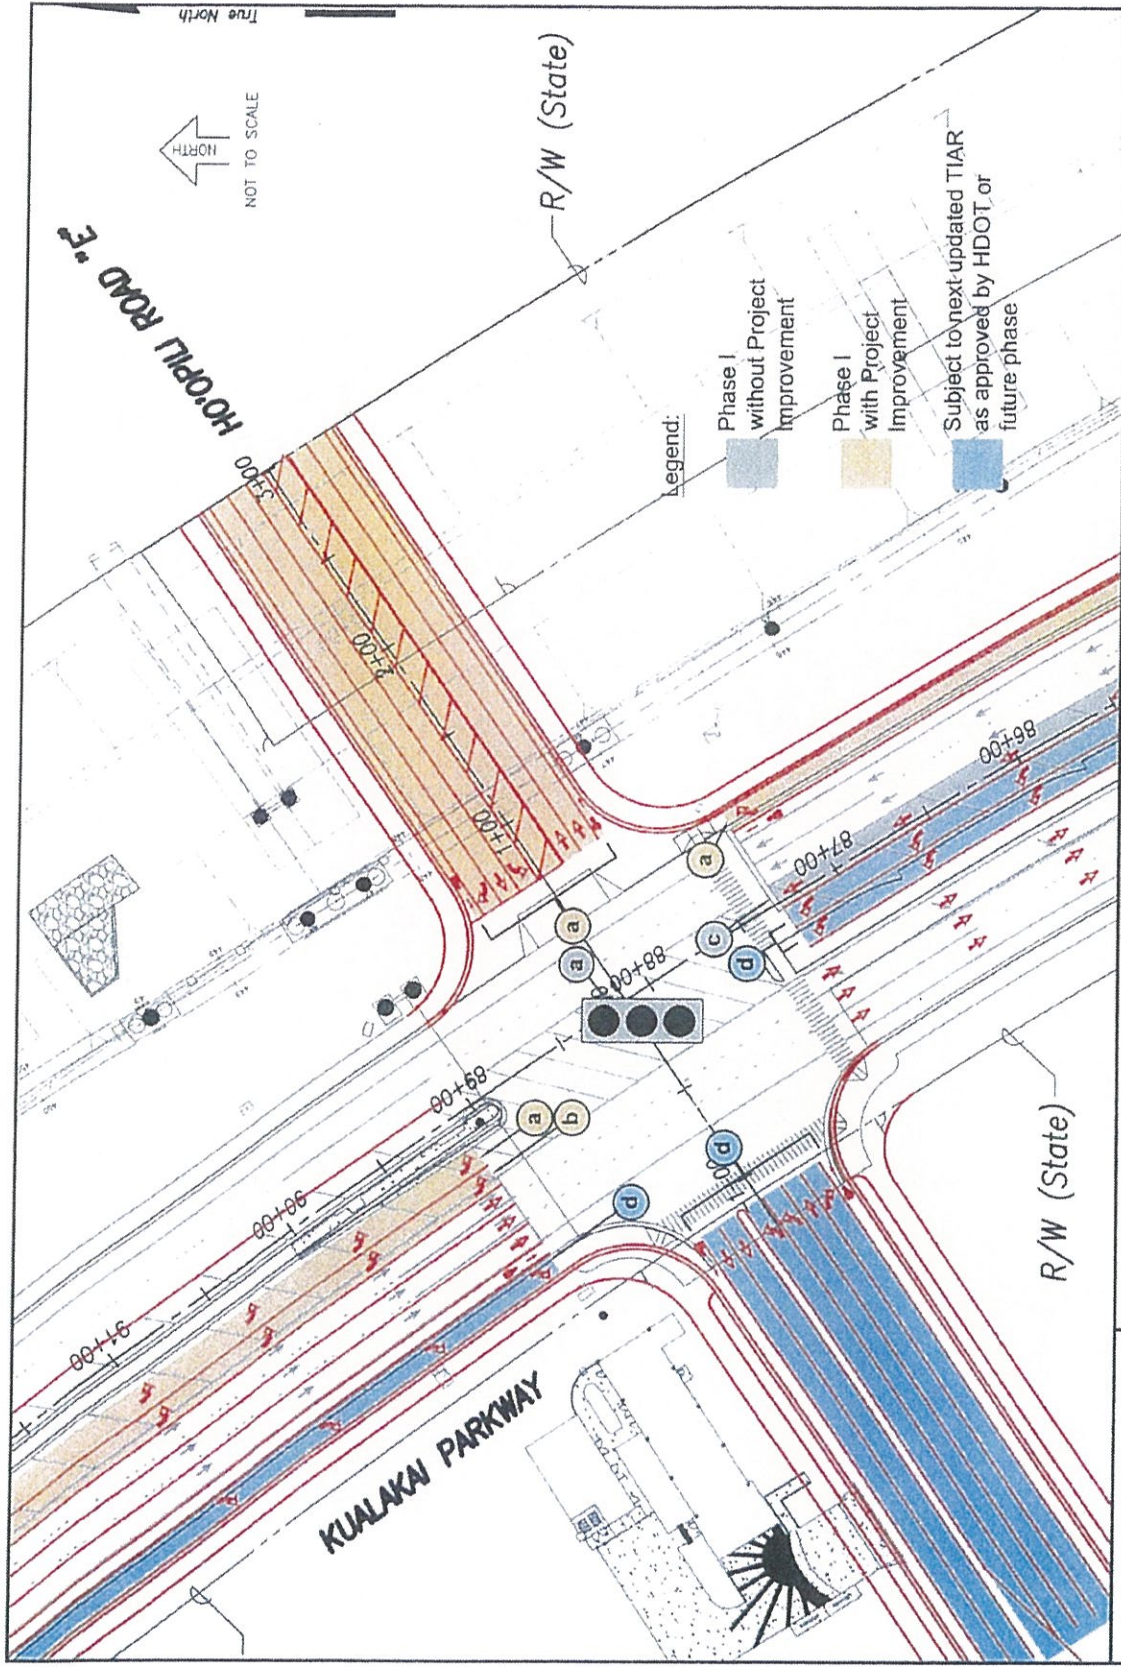 True North
NORTH
NOT TO SCALE
HO'OPILI ROAD "E"
R/W (State)
3+00
2+00
1+00
Legend:
Phase I
without Project
Improvement
Phase I
with Project
Improvement
Subject to next updated TIAR
as approved by HDOT or
future phase
86+00
87+00
88+00
89+00
90+00
91+00
a
a
a
c
d
a
b
d
d
KUALAKAI PARKWAY
R/W (State)